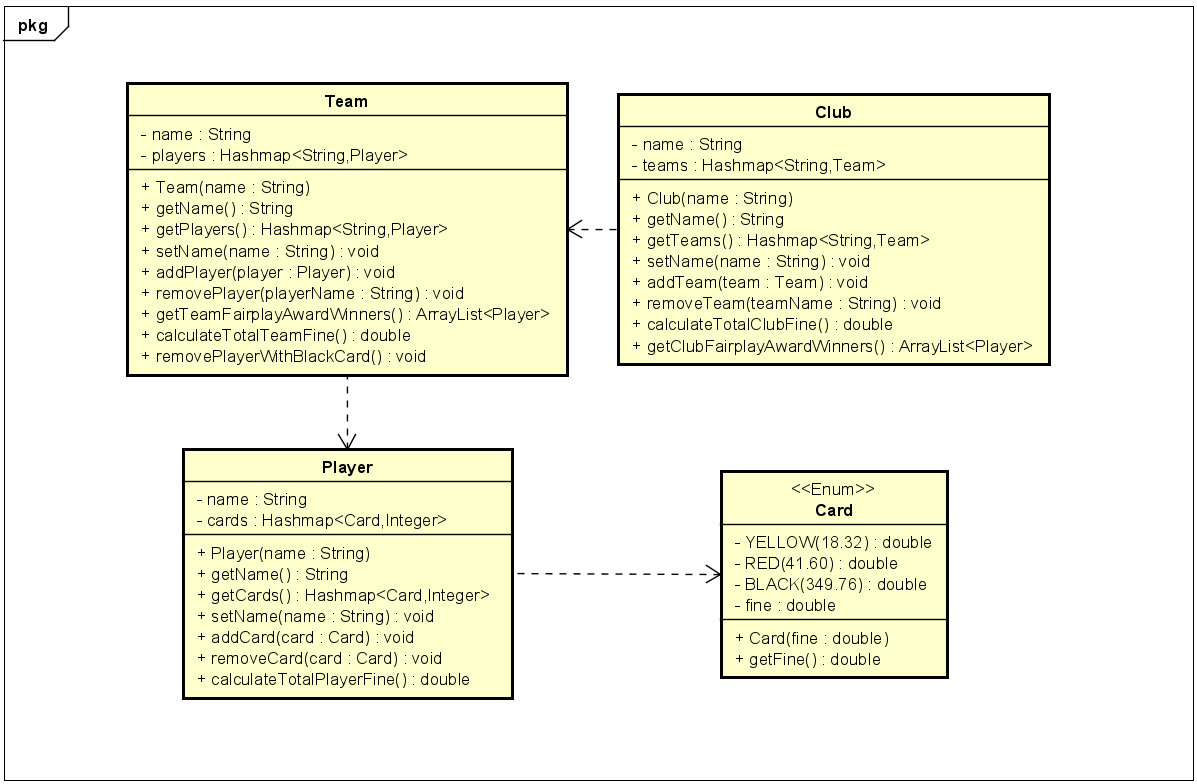 pkg
Team
- name : String
- players : Hashmap<String,Player>
+ Team(name : String)
+ getName() : String
+ getPlayers() : Hashmap<String,Player>
+ setName(name : String) : void
+ addPlayer(player : Player) : void
+ removePlayer(playerName : String) : void
+ getTeamFairplayAwardWinners() : ArrayList<Player>
+ calculateTotalTeamFine() : double
+ removePlayerWithBlackCard() : void
Club
- name : String
- teams : Hashmap<String,Team>
+ Club(name : String)
+ getName() : String
+ getTeams() : Hashmap<String,Team>
+ setName(name : String) : void
+ addTeam(team : Team) : void
+ removeTeam(teamName : String) : void
+ calculateTotalClubFine() : double
+ getClubFairplayAwardWinners() : ArrayList<Player>
Player
- name : String
- cards : Hashmap<Card,Integer>
+ Player(name : String)
+ getName() : String
+ getCards() : Hashmap<Card,Integer>
+ setName(name : String) : void
+ addCard(card : Card) : void
+ removeCard(card : Card) : void
+ calculateTotalPlayerFine() : double
<<Enum>>
Card
- YELLOW(18.32) : double
- RED(41.60) : double
- BLACK(349.76) : double
- fine : double
+ Card(fine : double)
+ getFine() : double